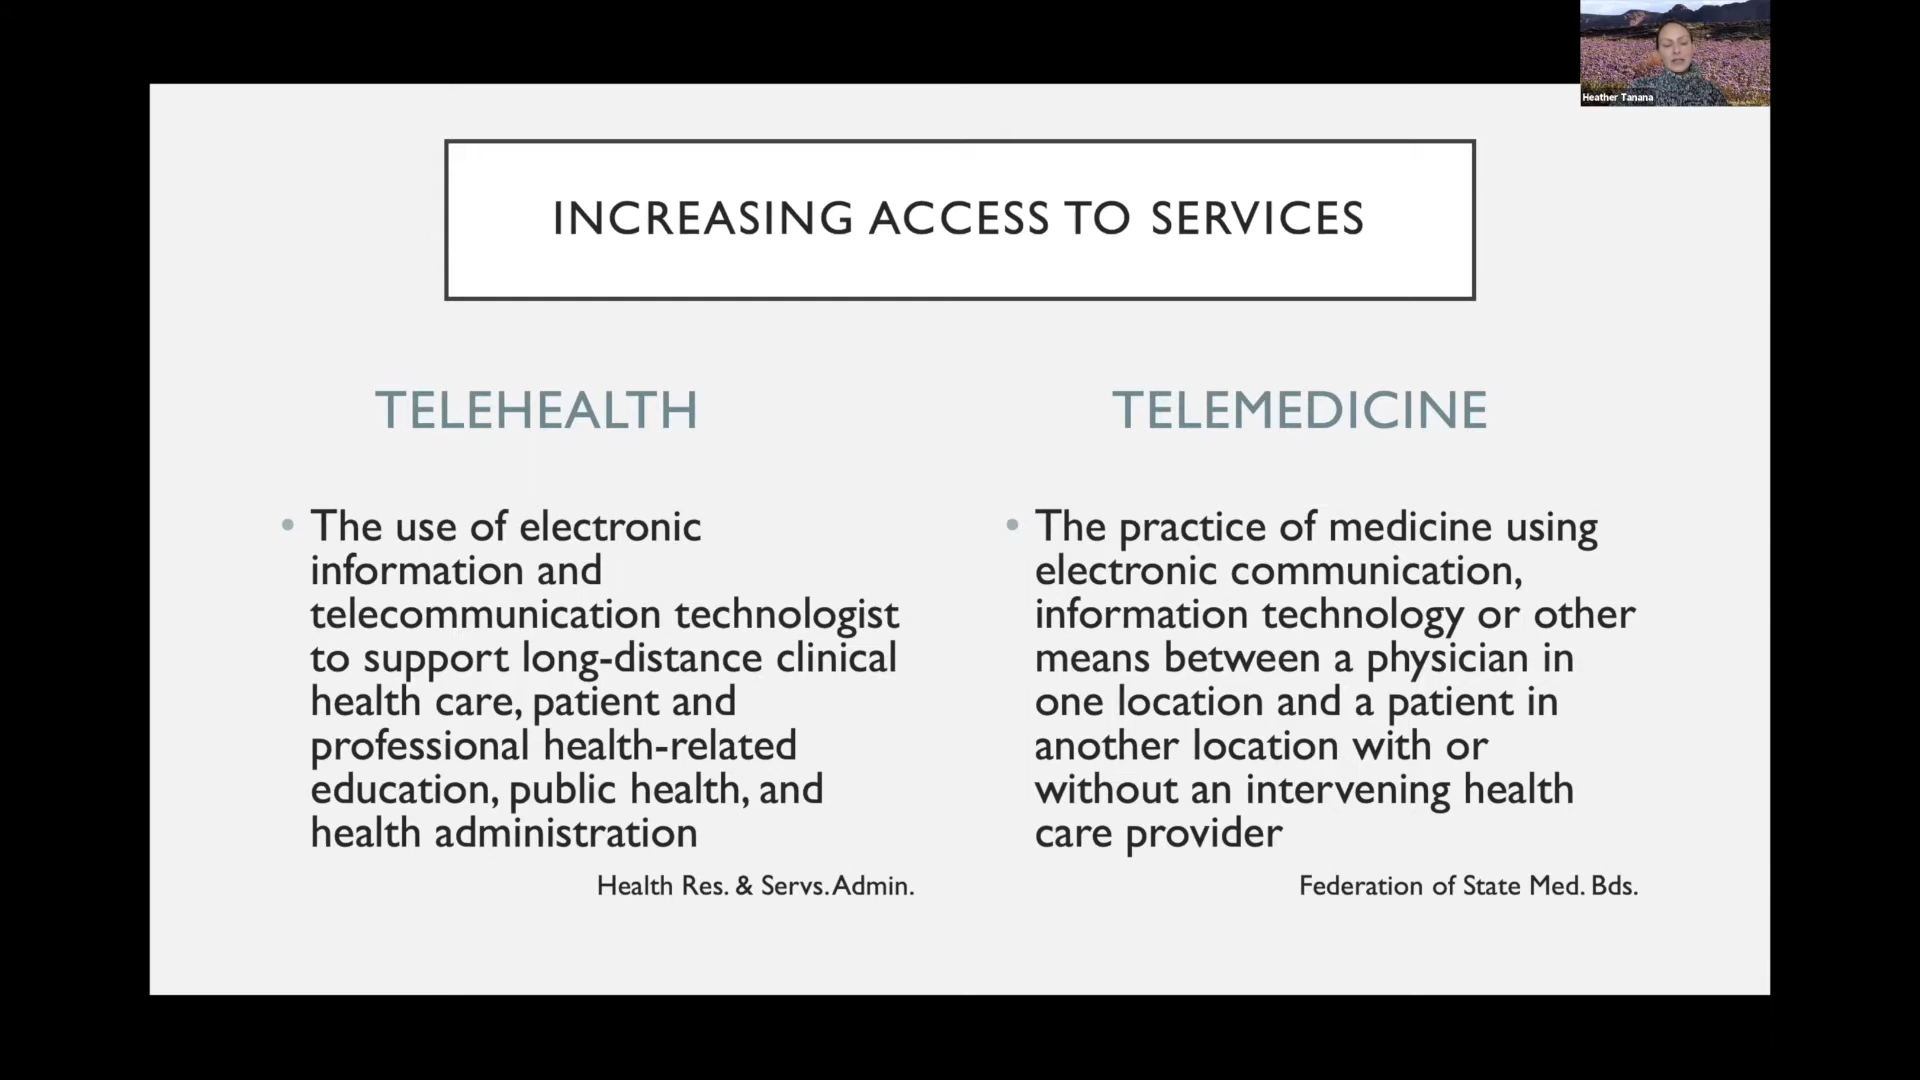 Heather Tanana
INCREASING ACCESS TO SERVICES
TELEHEALTH
• The use of electronic
information and
telecommunication technologist
to support long-distance clinical
health care, patient and
professional health-related
education, public health, and
health administration
Health Res. & Servs. Admin.
TELEMEDICINE
• The practice of medicine using
electronic communication,
information technology or other
means between a physician in
one location and a patient in
another location with or
without an intervening health
care provider
Federation of State Med. Bds.